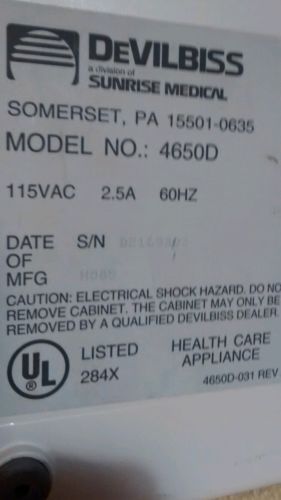 DEVILBISS
a division of
SUNRISE MEDICAL
SOMERSET, PA 15501-0635
MODEL NO.: 4650D
115VAC 2.5A 60HZ
DATE S/N
OF
MFG
CAUTION: ELECTRICAL SHOCK HAZARD. DO NO
REMOVE CABINET. THE CABINET MAY ONLY BE
REMOVED BY A QUALIFIED DEVILBISS DEALER.
UL ® LISTED HEALTH CARE
284X APPLIANCE
4650D-031 REV